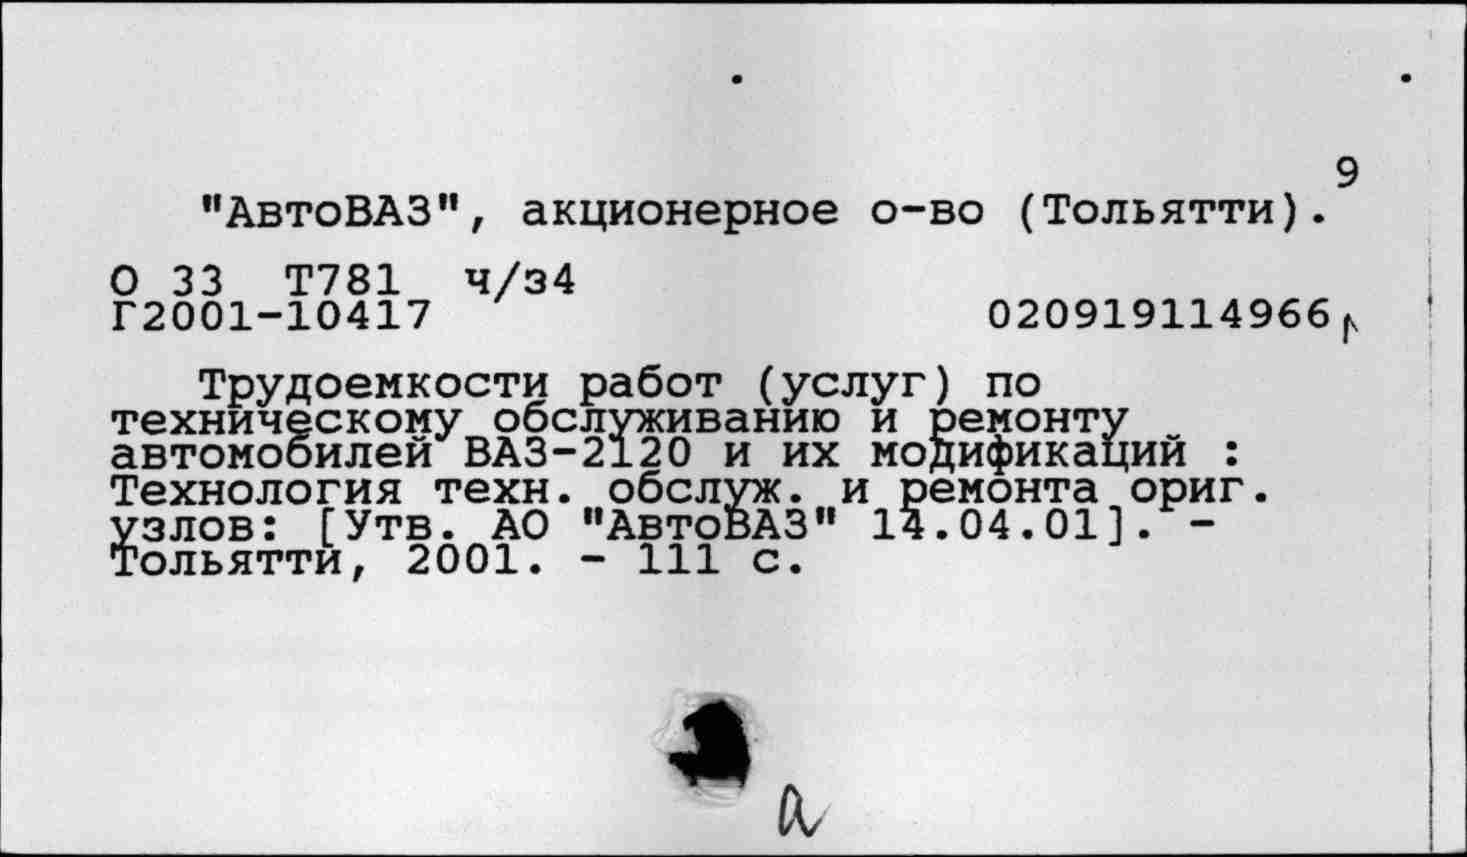 9
"АвтоВАЗ", акционерное о-во (Тольятти).
О 33 Т781 ч/з4
Г2001-10417 020919114966
Трудоемкости работ (услуг) по
техническому обслуживанию и ремонту
автомобилей ВАЗ-2120 и их модификаций :
Технология техн. обслуж. и ремонта ориг.
узлов: [Утв. АО "АвтоВАЗ" 14.04.01]. -
Тольятти, 2001. - 111 с.
а